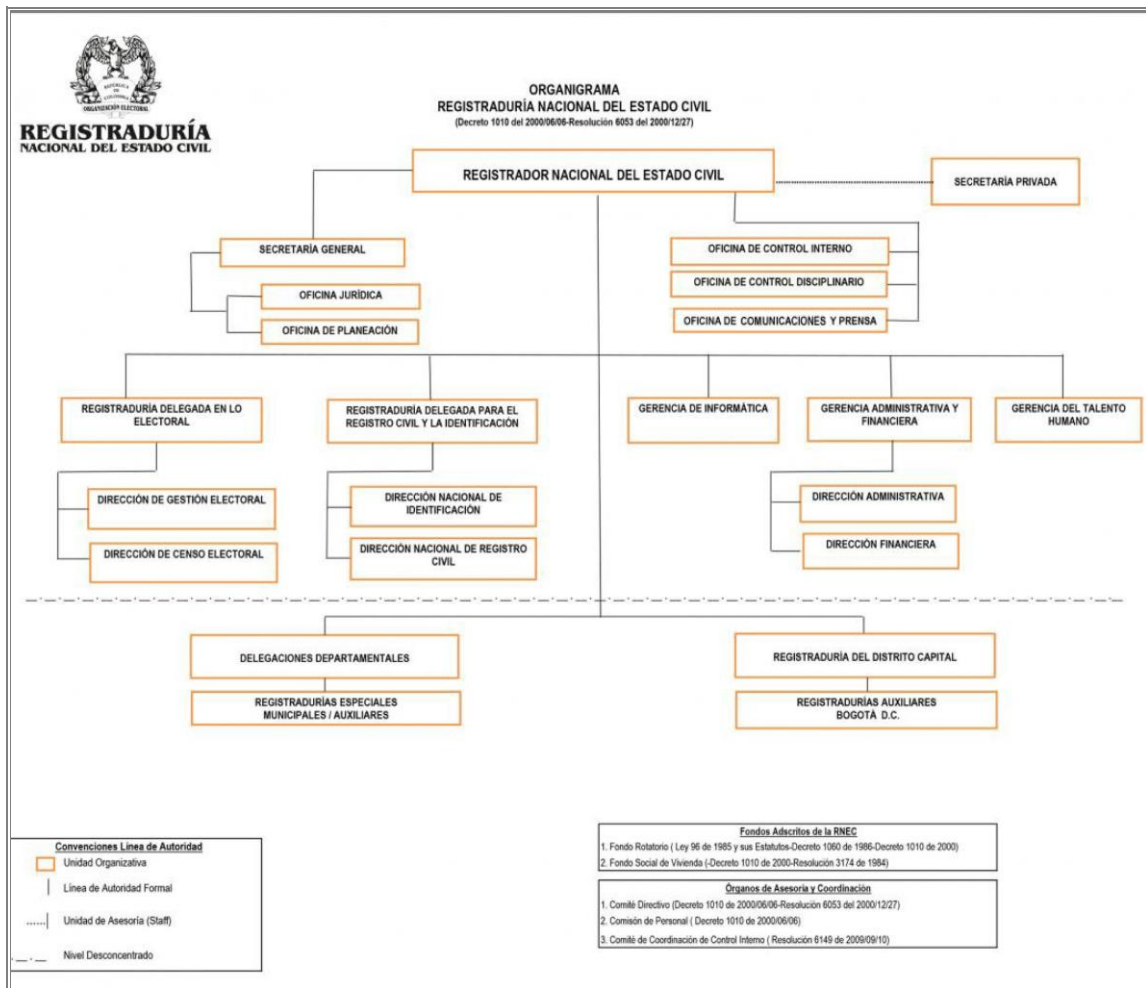 REPÚBLICA
DE
COLOMBIA
ORGANIZACIÓN ELECTORAL
REGISTRADURÍA
NACIONAL DEL ESTADO CIVIL
ORGANIGRAMA
REGISTRADURÍA NACIONAL DEL ESTADO CIVIL
(Decreto 1010 del 2000/06/06-Resolución 6053 del 2000/12/27)
REGISTRADOR NACIONAL DEL ESTADO CIVIL
SECRETARÍA PRIVADA
SECRETARÍA GENERAL
OFICINA JURÍDICA
OFICINA DE PLANEACIÓN
OFICINA DE CONTROL INTERNO
OFICINA DE CONTROL DISCIPLINARIO
OFICINA DE COMUNICACIONES Y PRENSA
REGISTRADURÍA DELEGADA EN LO
ELECTORAL
REGISTRADURÍA DELEGADA PARA EL
REGISTRO CIVIL Y LA IDENTIFICACIÓN
GERENCIA DE INFORMÁTICA
GERENCIA ADMINISTRATIVA Y
FINANCIERA
GERENCIA DEL TALENTO
HUMANO
DIRECCIÓN DE GESTIÓN ELECTORAL
DIRECCIÓN DE CENSO ELECTORAL
DIRECCIÓN NACIONAL DE
IDENTIFICACIÓN
DIRECCIÓN NACIONAL DE REGISTRO
CIVIL
DIRECCIÓN ADMINISTRATIVA
DIRECCIÓN FINANCIERA
DELEGACIONES DEPARTAMENTALES
REGISTRADURÍAS ESPECIALES
MUNICIPALES / AUXILIARES
REGISTRADURÍA DEL DISTRITO CAPITAL
REGISTRADURÍAS AUXILIARES
BOGOTÁ D.C.
Convenciones Línea de Autoridad
Unidad Organizativa
Línea de Autoridad Formal
Unidad de Asesoría (Staff)
Nivel Desconcentrado
Fondos Adscritos de la RNEC
1. Fondo Rotatorio ( Ley 96 de 1985 y sus Estatutos-Decreto 1060 de 1986-Decreto 1010 de 2000)
2. Fondo Social de Vivienda (-Decreto 1010 de 2000-Resolución 3174 de 1984)
Órganos de Asesoría y Coordinación
1. Comité Directivo (Decreto 1010 de 2000/06/06-Resolución 6053 del 2000/12/27)
2. Comisión de Personal ( Decreto 1010 de 2000/06/06)
3. Comité de Coordinación de Control Interno ( Resolución 6149 de 2009/09/10)